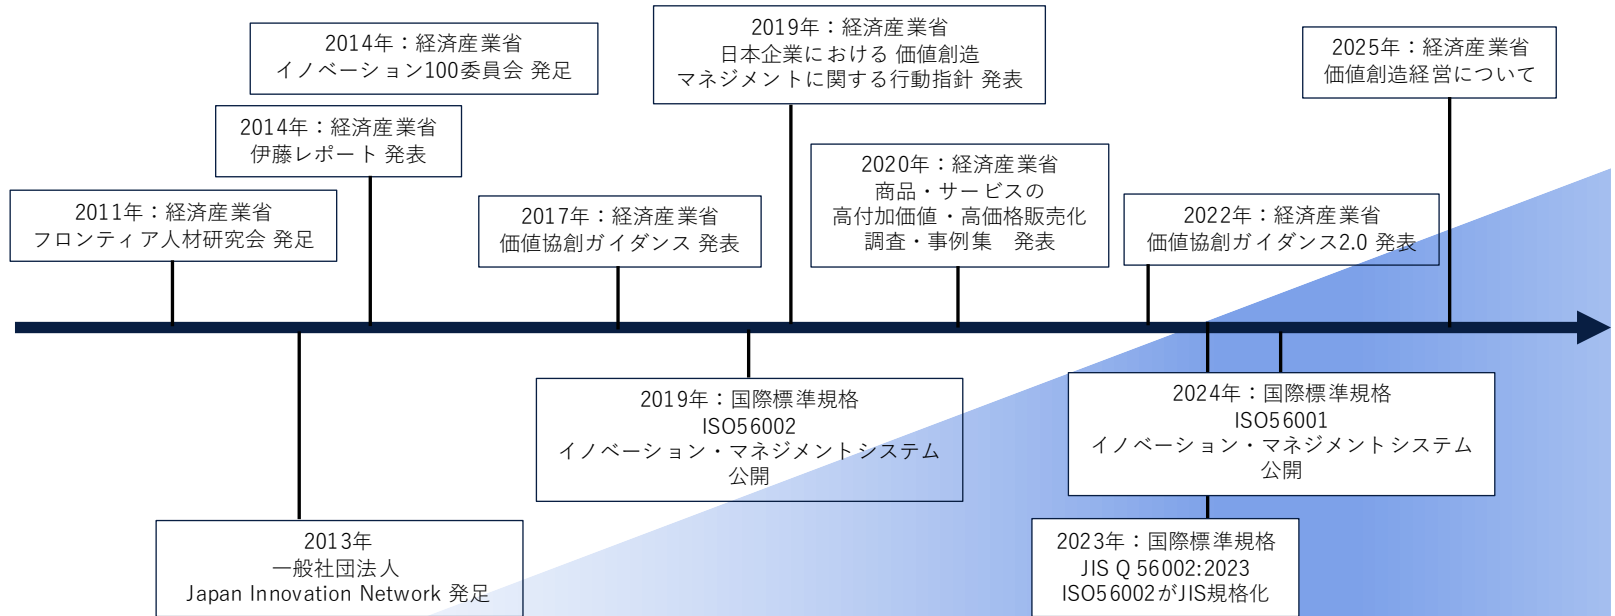 2014年：経済産業省
イノベーション100委員会 発足
2014年：経済産業省
伊藤レポート 発表
2011年：経済産業省
フロンティア人材研究会 発足
2017年：経済産業省
価値協創ガイダンス 発表
2019年：経済産業省
日本企業における 価値創造
マネジメントに関する行動指針 発表
2020年：経済産業省
商品・サービスの
高付加価値・高価格販売化
調査・事例集　発表
2022年：経済産業省
価値協創ガイダンス2.0 発表
2025年：経済産業省
価値創造経営について
2013年
一般社団法人
Japan Innovation Network 発足
2019年：国際標準規格
ISO56002
イノベーション・マネジメントシステム
公開
2024年：国際標準規格
ISO56001
イノベーション・マネジメントシステム
公開
2023年：国際標準規格
JIS Q 56002:2023
ISO56002がJIS規格化